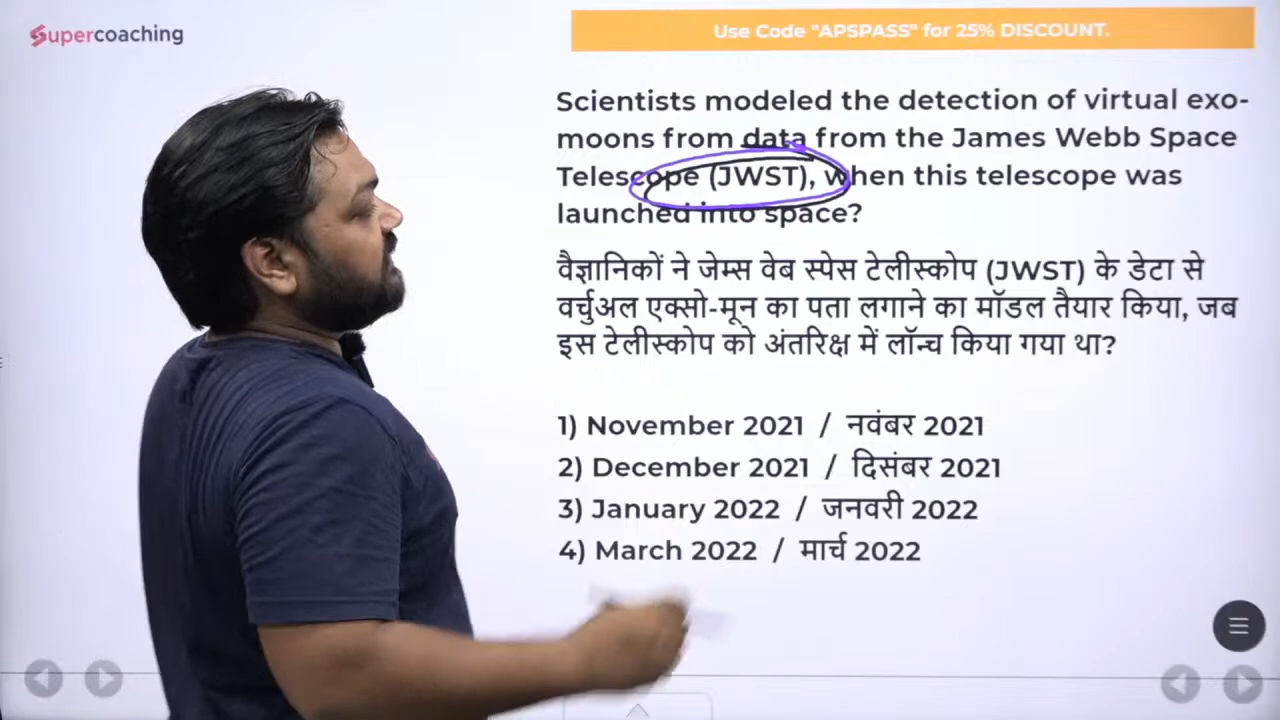 Supercoaching
Use Code "APSPASS" for 25% DISCOUNT.
Scientists modeled the detection of virtual exo-
moons from data from the James Webb Space
Telescope (JWST), when this telescope was
launched into space?
वैज्ञानिकों ने जेम्स वेब स्पेस टेलीस्कोप (JWST) के डेटा से
वर्चुअल एक्सो-मून का पता लगाने का मॉडल तैयार किया, जब
इस टेलीस्कोप को अंतरिक्ष में लॉन्च किया गया था?
1) November 2021 / नवंबर 2021
2) December 2021 / दिसंबर 2021
3) January 2022 / जनवरी 2022
4) March 2022 / मार्च 2022